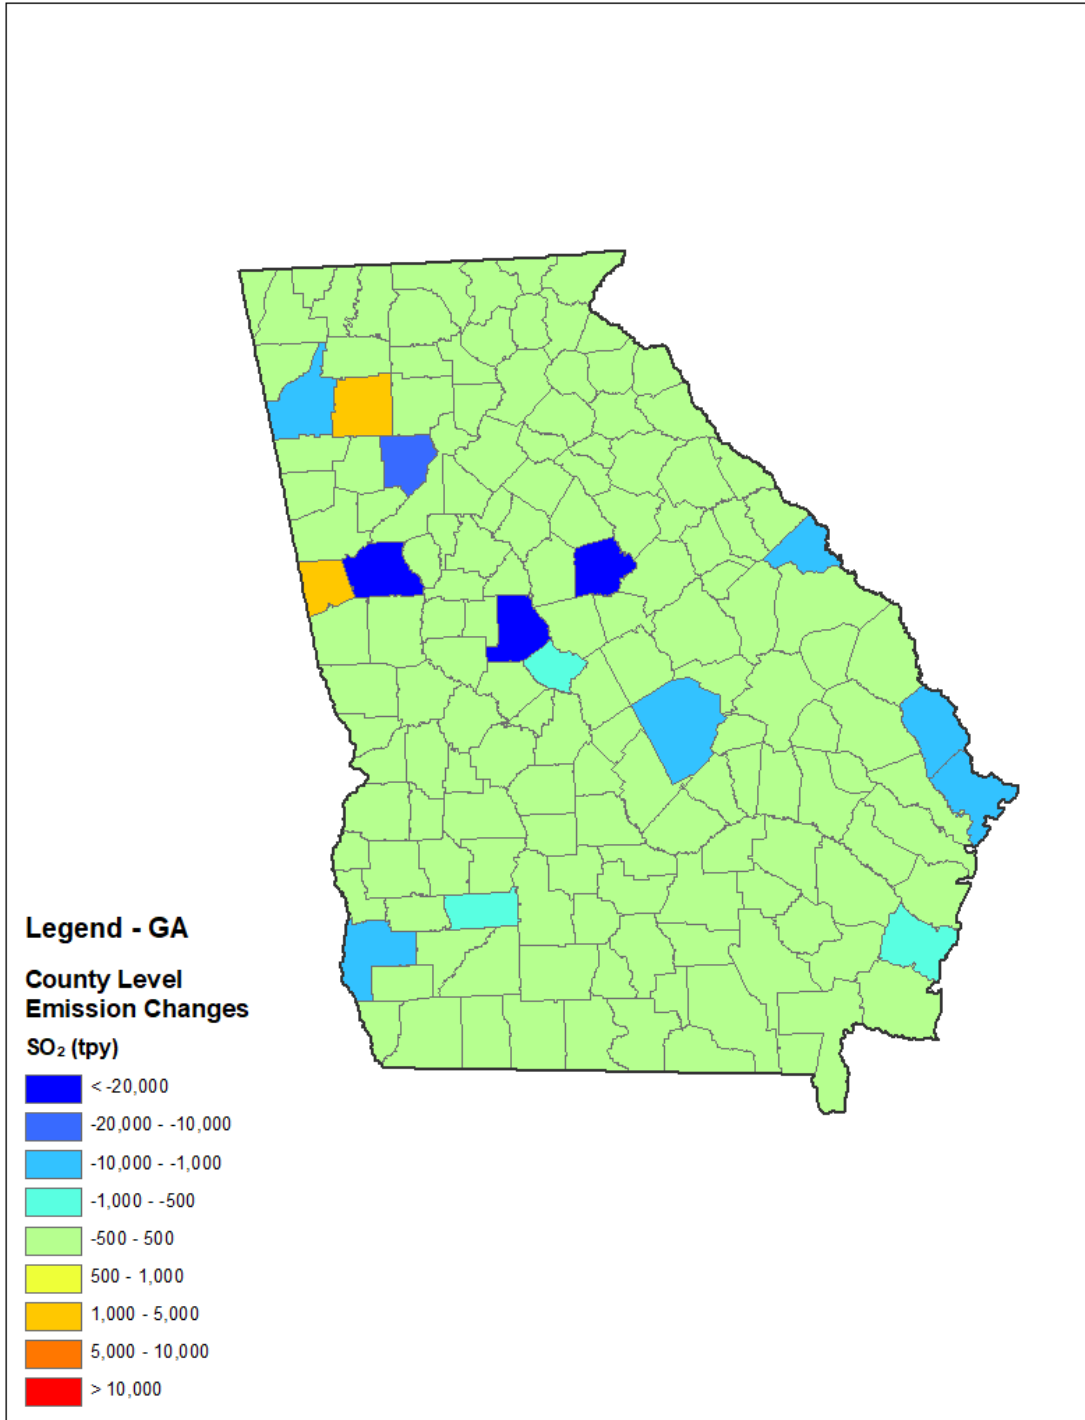 Legend - GA
County Level
Emission Changes
SO₂ (tpy)
< -20,000
-20,000 - -10,000
-10,000 - -1,000
-1,000 - -500
-500 - 500
500 - 1,000
1,000 - 5,000
5,000 - 10,000
> 10,000